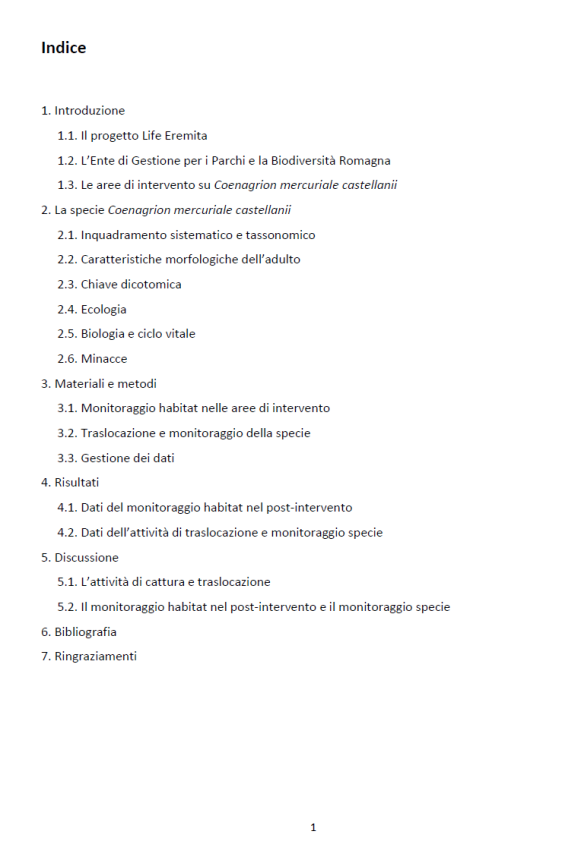 Indice
1. Introduzione
1.1. Il progetto Life Eremita
1.2. L'Ente di Gestione per i Parchi e la Biodiversità Romagna
1.3. Le aree di intervento su Coenagrion mercuriale castellanii
2. La specie Coenagrion mercuriale castellanii
2.1. Inquadramento sistematico e tassonomico
2.2. Caratteristiche morfologiche dell'adulto
2.3. Chiave dicotomica
2.4. Ecologia
2.5. Biologia e ciclo vitale
2.6. Minacce
3. Materiali e metodi
3.1. Monitoraggio habitat nelle aree di intervento
3.2. Traslocazione e monitoraggio della specie
3.3. Gestione dei dati
4. Risultati
4.1. Dati del monitoraggio habitat nel post-intervento
4.2. Dati dell'attività di traslocazione e monitoraggio specie
5. Discussione
5.1. L'attività di cattura e traslocazione
5.2. Il monitoraggio habitat nel post-intervento e il monitoraggio specie
6. Bibliografia
7. Ringraziamenti
1